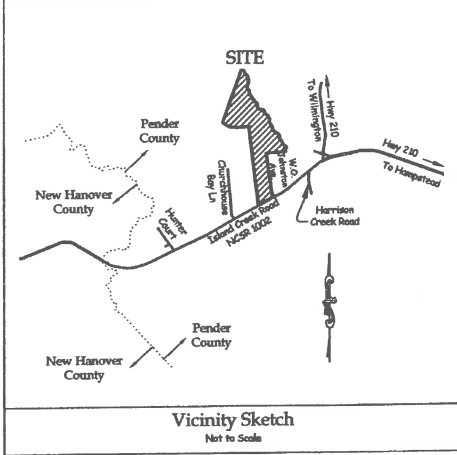 SITE
Pender
County
New Hanover
County
Hunter
Court
Churchhouse
Bay Ln
Island Creek Road
NCSR 1002
W.O.
Ave
To Wilmington
Hwy 210
Hwy 210
To Hampstead
Harrison
Creek Road
Pender
County
New Hanover
County
Vicinity Sketch
Not to Scale